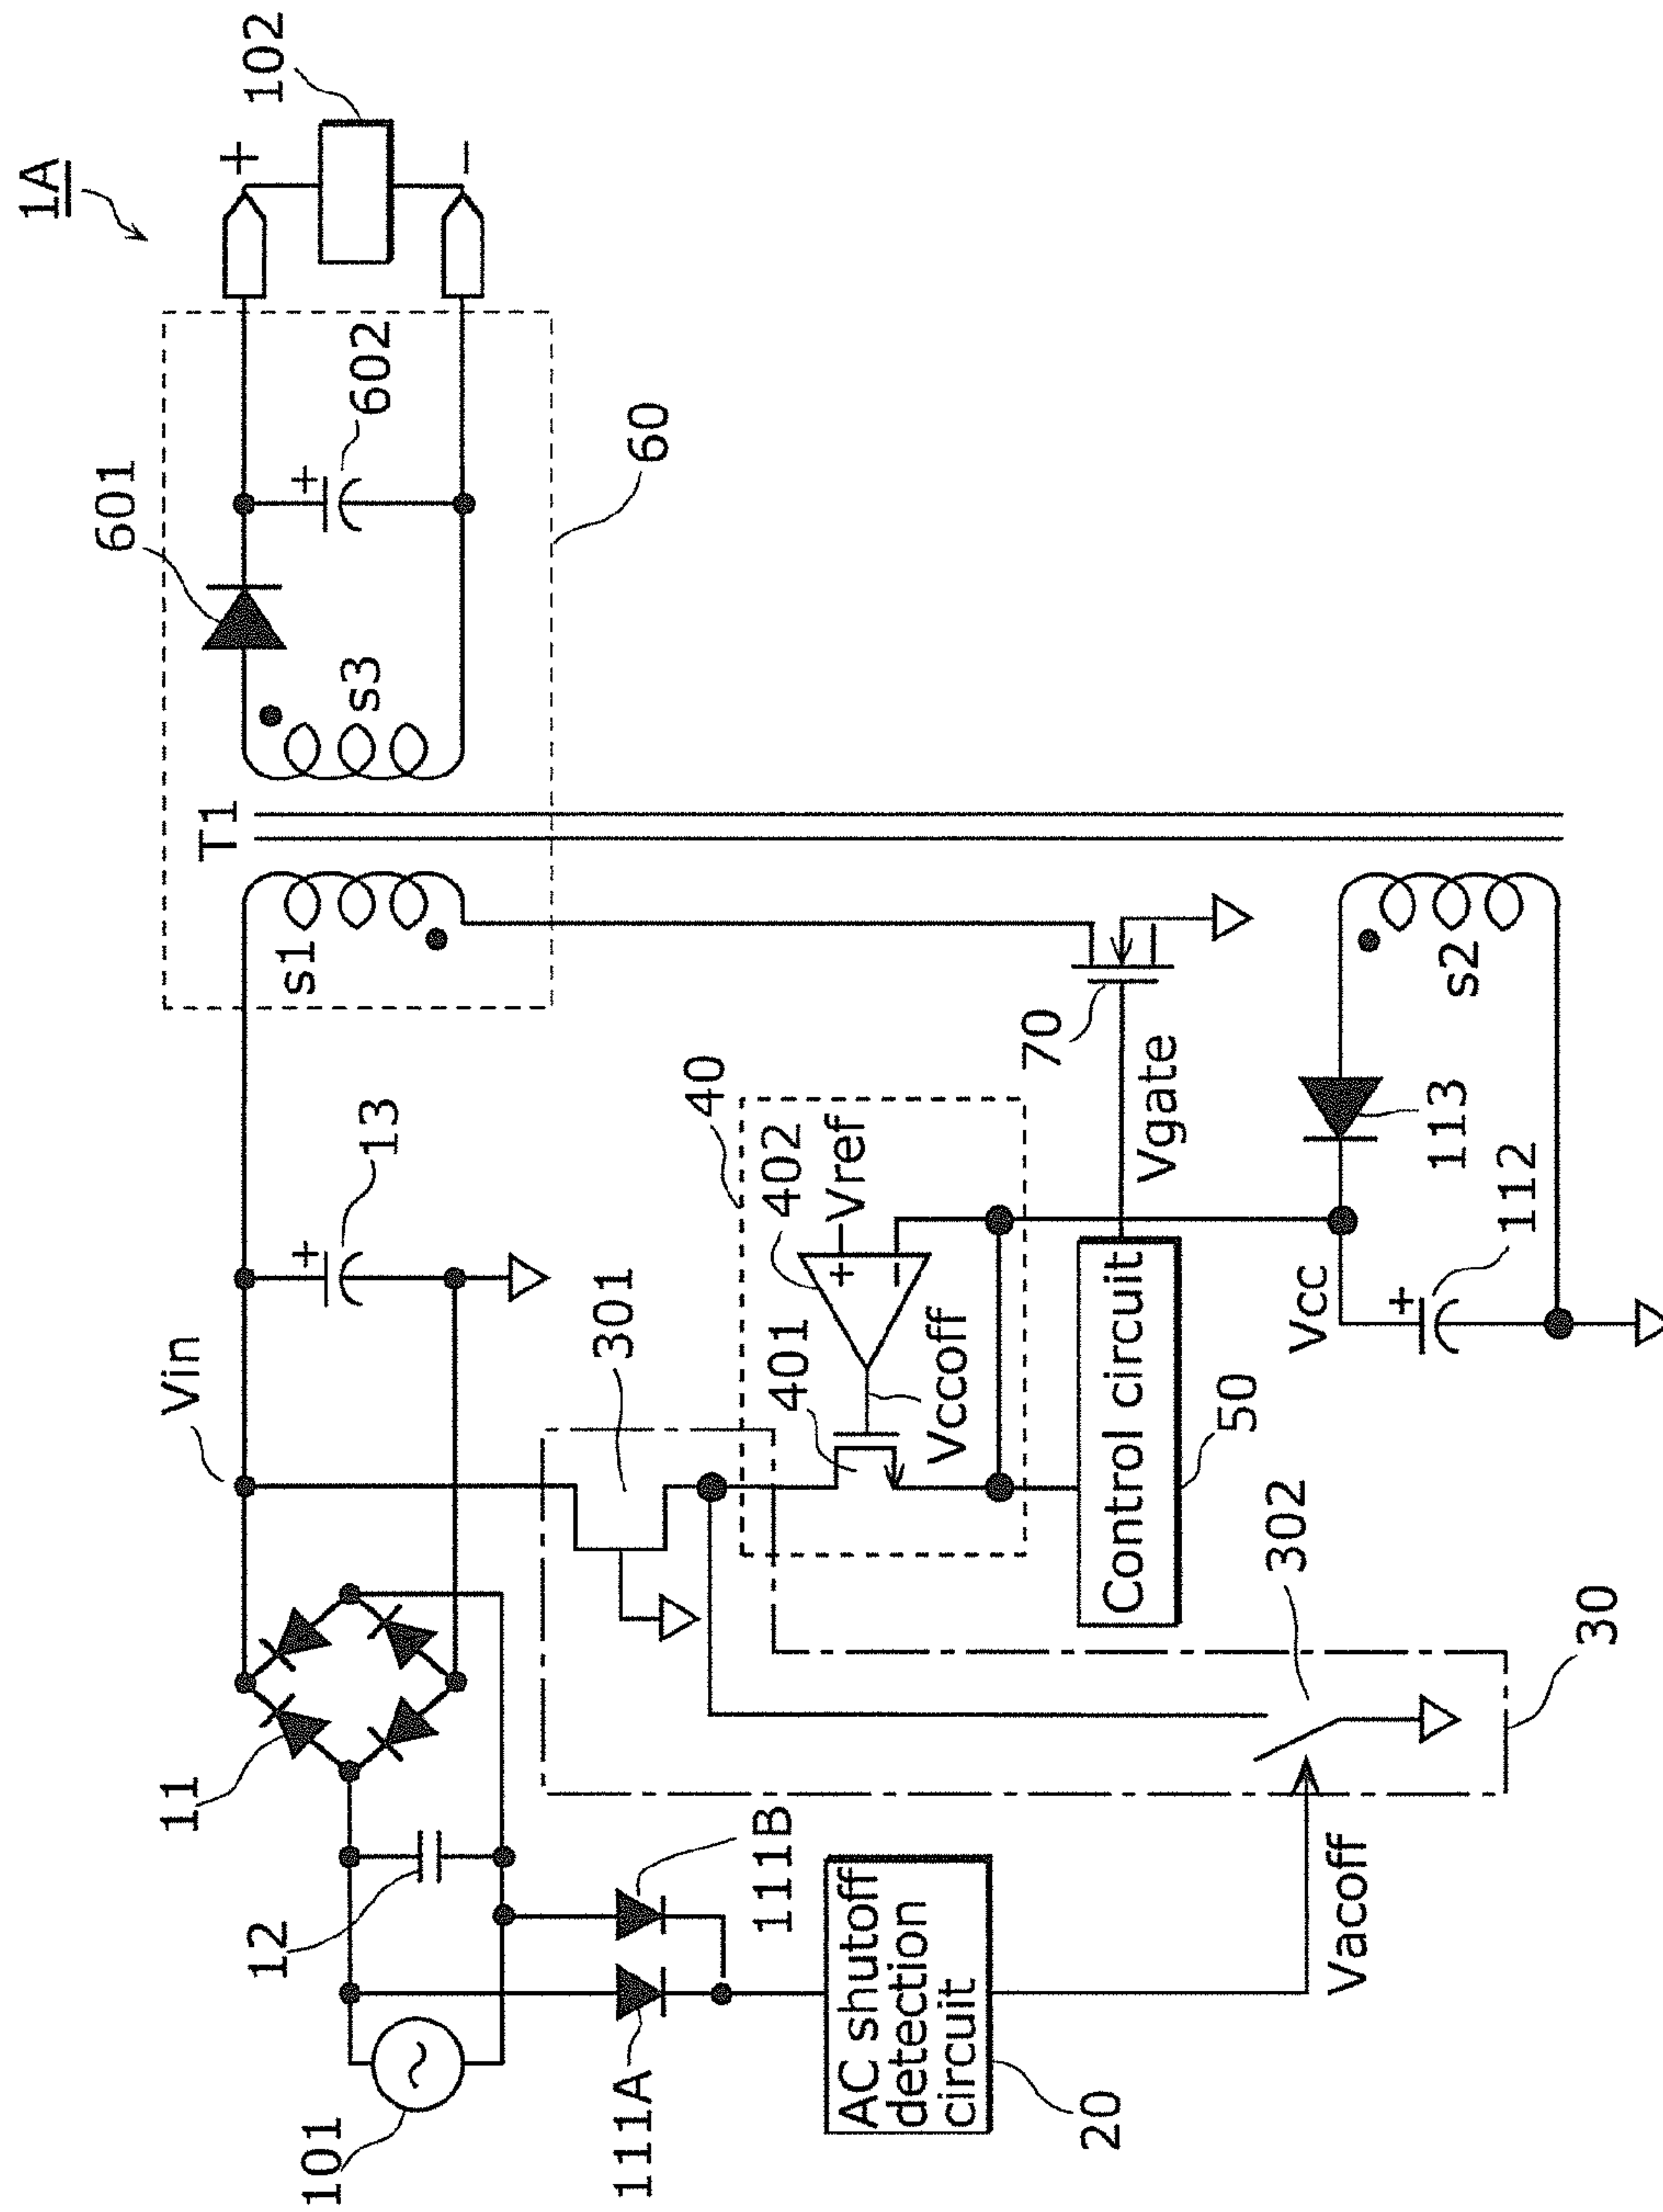 1A
102
+
−
601
602
60
s3
T1
s1
Vin
+
13
11
12
101
111A
111B
301
40
402
Vref
+
−
401
Vccoff
70
Vgate
Control circuit
50
Vcc
+
112
113
s2
302
30
AC shutoff
detection
circuit
20
Vacoff
+